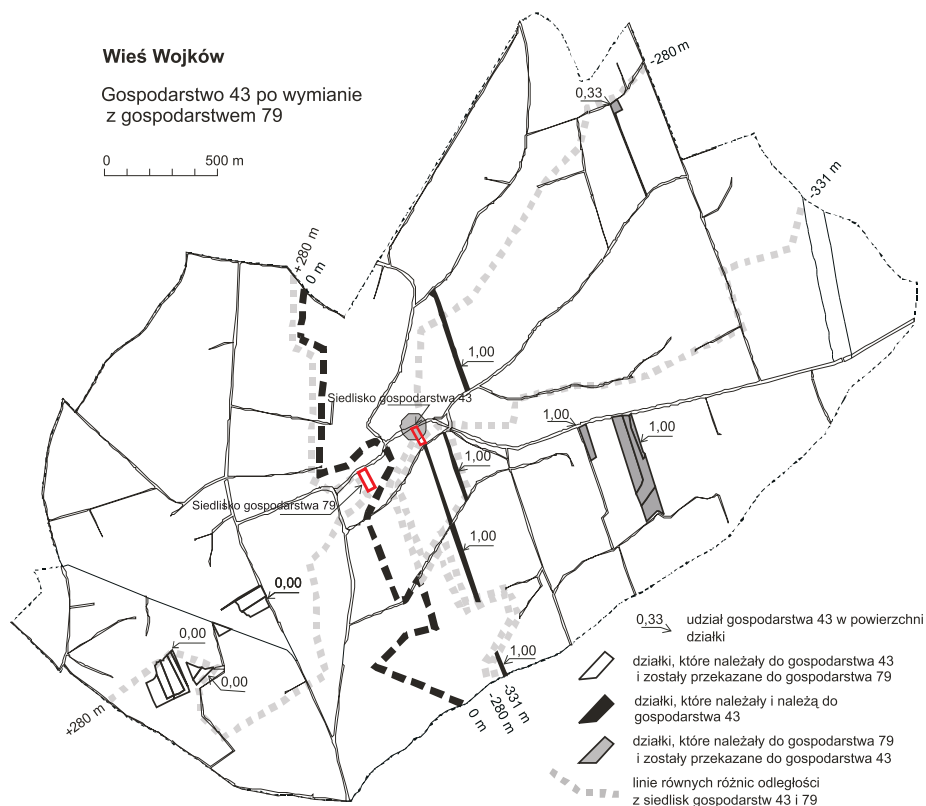 Wieś Wojków
Gospodarstwo 43 po wymianie
z gospodarstwem 79
0 500 m
-280 m
0,33
-331 m
+280 m
0 m
1,00
Siedlisko gospodarstwa 43
1,00
1,00
1,00
Siedlisko gospodarstwa 79
1,00
0,00
0,00
0,00
1,00
+280 m
0 m
-280 m
-331 m
0,33 udział gospodarstwa 43 w powierzchni
działki
działki, które należały do gospodarstwa 43
i zostały przekazane do gospodarstwa 79
działki, które należały i należą do
gospodarstwa 43
działki, które należały do gospodarstwa 79
i zostały przekazane do gospodarstwa 43
linie równych różnic odległości
z siedlisk gospodarstw 43 i 79